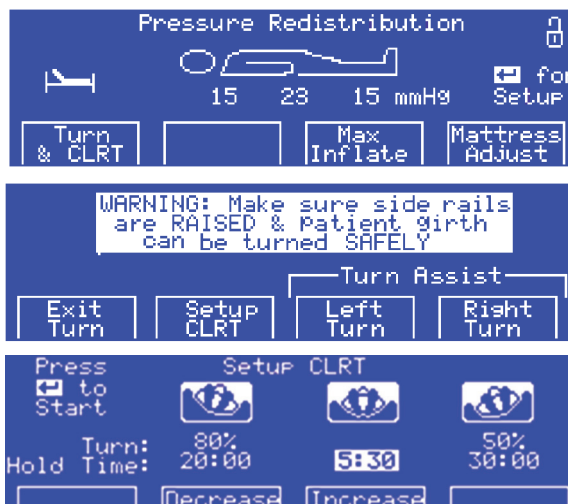 Pressure Redistribution
for
15 23 15 mmHg Setup
Turn Max Mattress
& CLRT Inflate Adjust
WARNING: Make sure side rails
are RAISED & Patient girth
can be turned SAFELY
Turn Assist
Exit Setup Left Right
Turn CLRT Turn Turn
Press Setup CLRT
to
Start
Turn: 80% 50%
Hold Time: 20:00 5:30 30:00
Decrease Increase